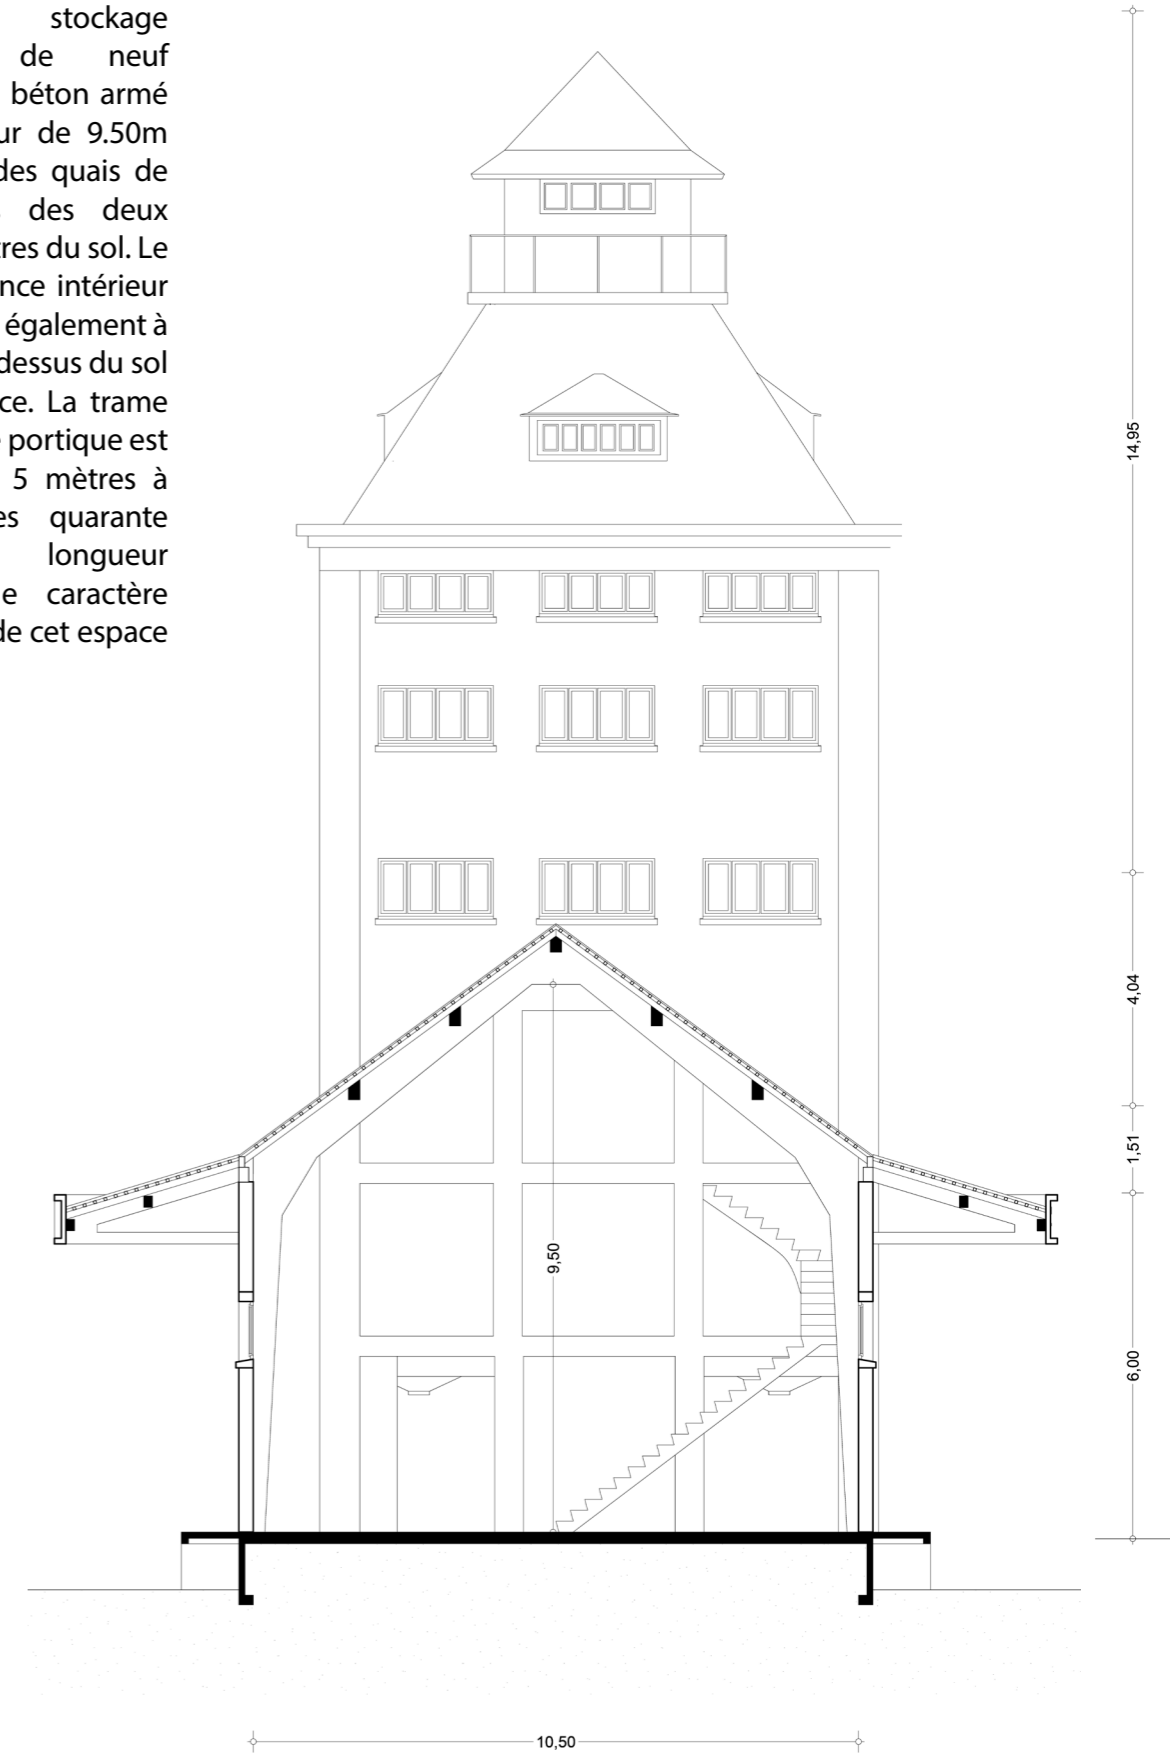 stockage
de neuf
béton armé
ur de 9.50m
des quais de
des deux
tres du sol. Le
nce intérieur
également à
dessus du sol
ce. La trame
portique est
5 mètres à
es quarante
longueur
e caractère
de cet espace
14,95
4,04
1,51
9,50
6,00
10,50